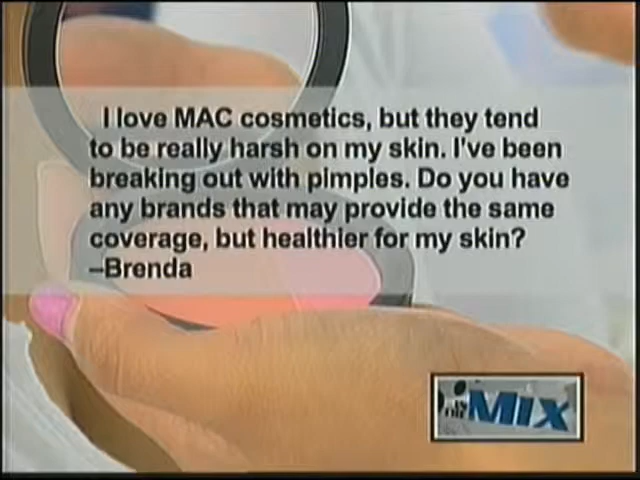 I love MAC cosmetics, but they tend
to be really harsh on my skin. I've been
breaking out with pimples. Do you have
any brands that may provide the same
coverage, but healthier for my skin?
–Brenda
MIX